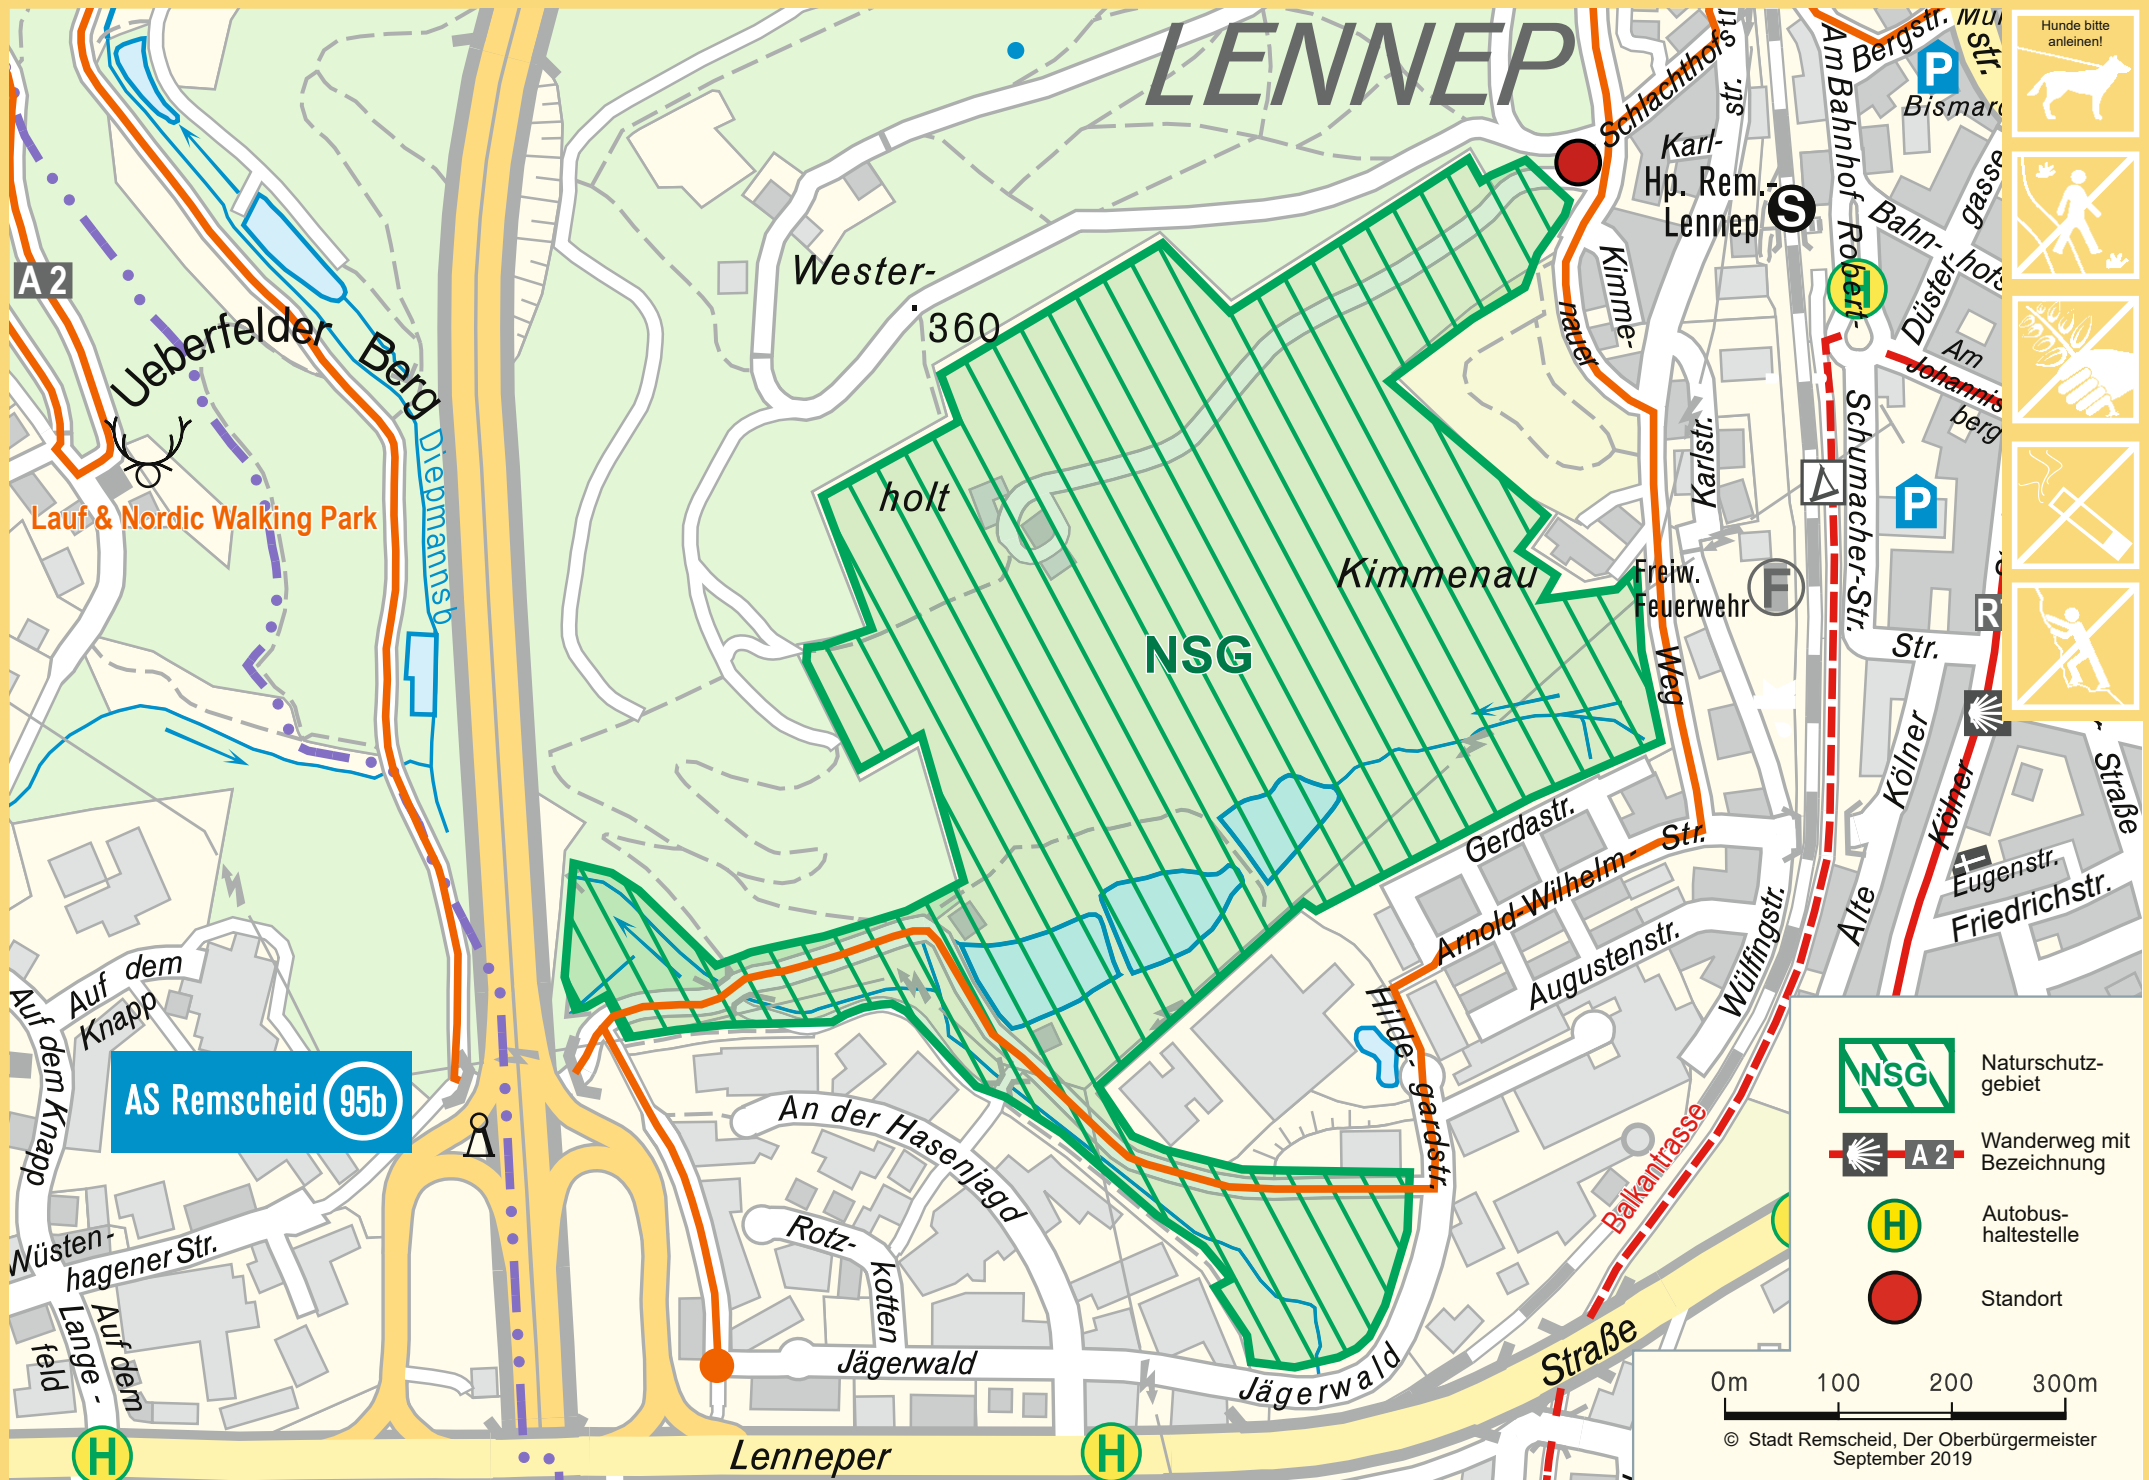 LENNEP
Hunde bitte
anleinen!
Schlachthofstr.
Karl-
str.
Am Bahnhof
Bergstr.
P
Bismarc
Hp. Rem.-
Lennep
S
Bahn-
hofs
Düster-
gasse
H
Robert-
Schumacher-Str.
Am
Johannis
berg
A 2
Ueberfelder
Berg
Diepmannsb
Lauf & Nordic Walking Park
Wester-
360
holt
Kimme-
nauer
Weg
Karlstr.
P
Kimmenau
NSG
Freiw.
Feuerwehr
F
R
Str.
Kölner
Alte
Kölner
Straße
Gerdastr.
Arnold-Wilhelm-
Str.
Augustenstr.
Wülfingstr.
Eugenstr.
Friedrichstr.
Hilde-
gardstr.
Auf dem
Knapp
Auf dem Knapp
AS Remscheid 95b
An der Hasenjagd
Rotz-
kotten
Jägerwald
Jägerwald
Balkantrasse
Wüsten-
hagener Str.
Auf dem
Lange-
feld
H
Lenneper
H
Straße
NSG
Naturschutz-
gebiet
A 2
Wanderweg mit
Bezeichnung
H
Autobus-
haltestelle
Standort
0m 100 200 300m
© Stadt Remscheid, Der Oberbürgermeister
September 2019